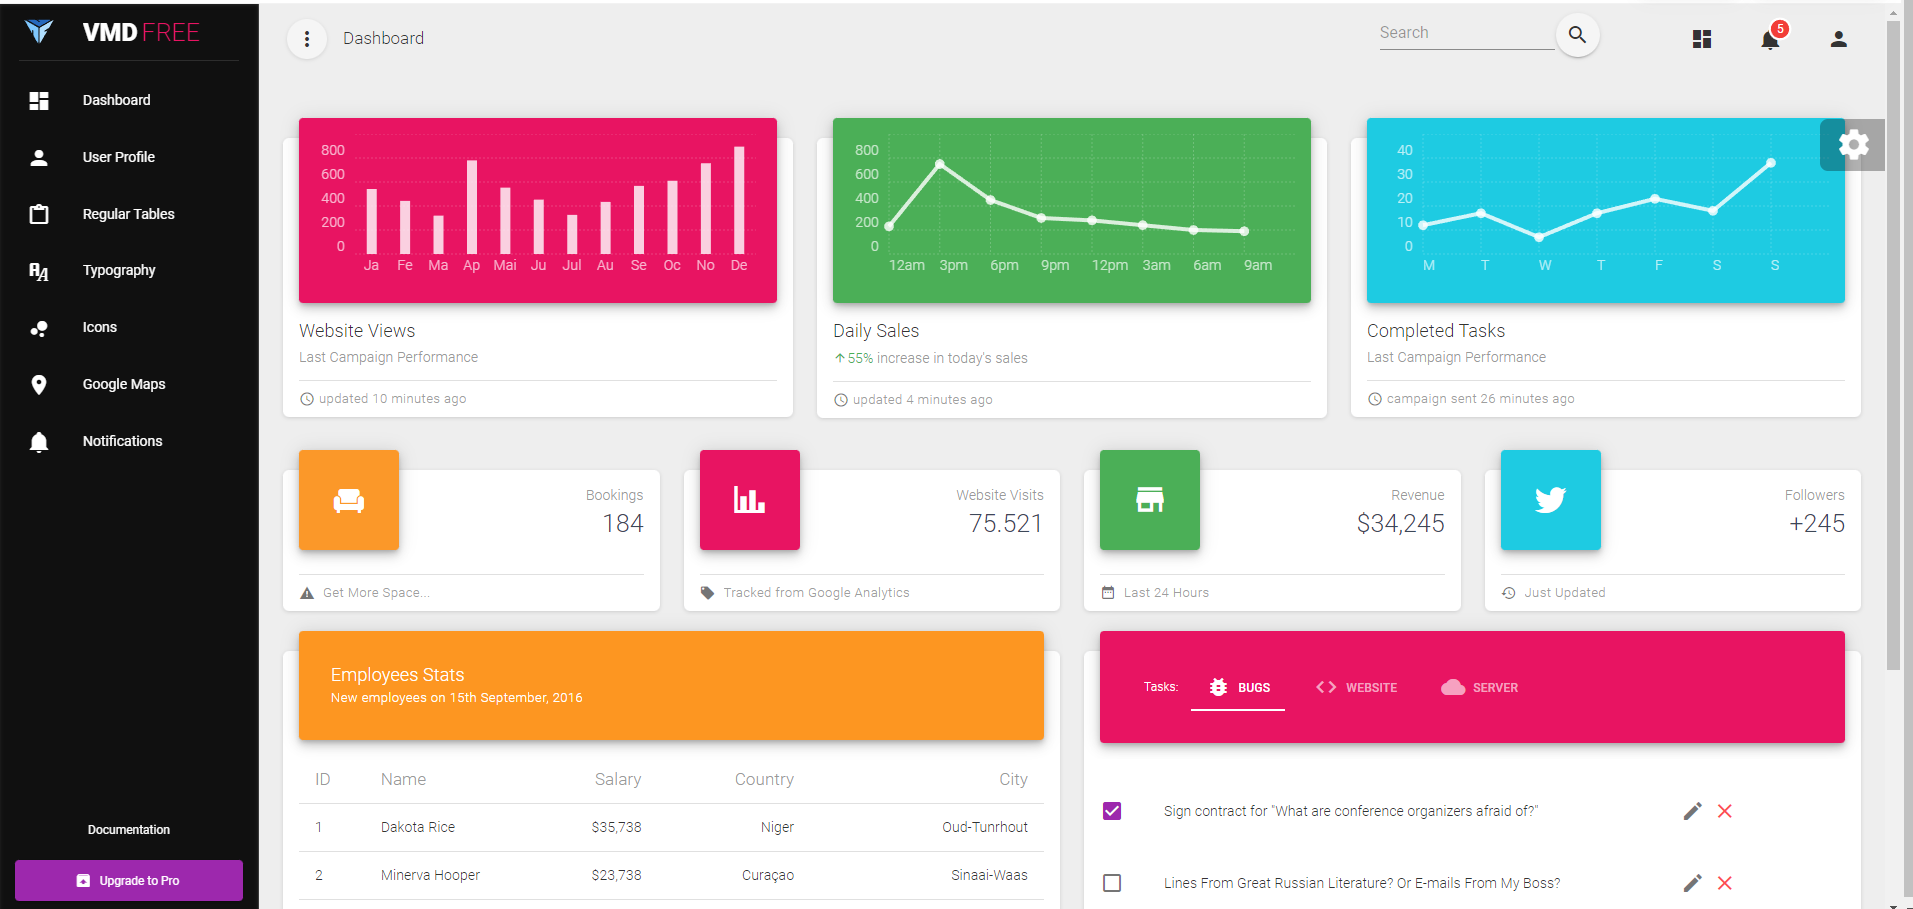 VMD FREE
Dashboard
User Profile
Regular Tables
Typography
Icons
Google Maps
Notifications
Documentation
Upgrade to Pro
Dashboard
Search
5
800
600
400
200
0
Ja Fe Ma Ap Mai Ju Jul Au Se Oc No De
Website Views
Last Campaign Performance
updated 10 minutes ago
800
600
400
200
0
12am 3pm 6pm 9pm 12pm 3am 6am 9am
Daily Sales
55% increase in today's sales
updated 4 minutes ago
40
30
20
10
0
M T W T F S S
Completed Tasks
Last Campaign Performance
campaign sent 26 minutes ago
Bookings
184
Get More Space...
Website Visits
75.521
Tracked from Google Analytics
Revenue
$34,245
Last 24 Hours
Followers
+245
Just Updated
Employees Stats
New employees on 15th September, 2016
ID Name Salary Country City
1 Dakota Rice $35,738 Niger Oud-Tunrhout
2 Minerva Hooper $23,738 Curaçao Sinaai-Waas
Tasks: BUGS WEBSITE SERVER
Sign contract for "What are conference organizers afraid of?"
Lines From Great Russian Literature? Or E-mails From My Boss?